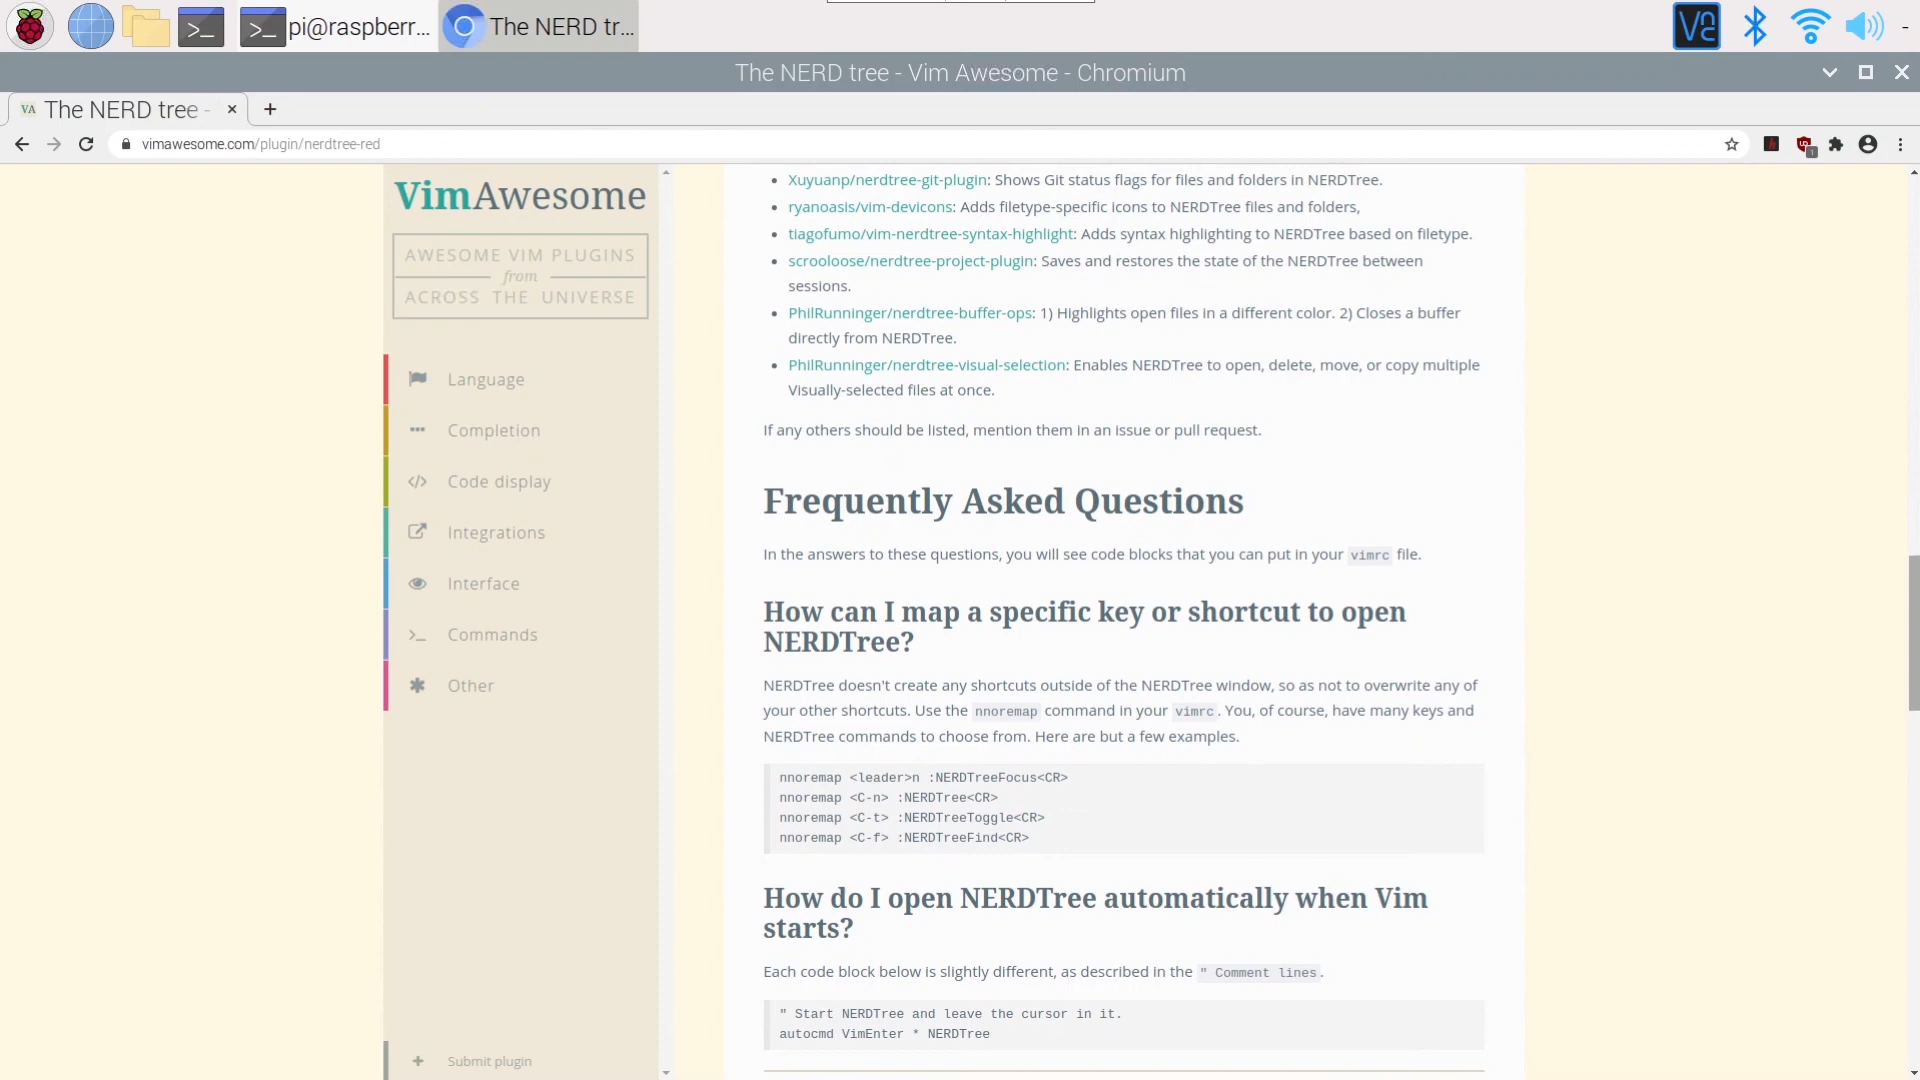 pi@raspberr...
The NERD tr...
The NERD tree - Vim Awesome - Chromium
VA The NERD tree -
vimawesome.com/plugin/nerdtree-red
VimAwesome
AWESOME VIM PLUGINS
from
ACROSS THE UNIVERSE
Language
Completion
Code display
Integrations
Interface
Commands
Other
Submit plugin
Xuyuanp/nerdtree-git-plugin: Shows Git status flags for files and folders in NERDTree.
ryanoasis/vim-devicons: Adds filetype-specific icons to NERDTree files and folders,
tiagofumo/vim-nerdtree-syntax-highlight: Adds syntax highlighting to NERDTree based on filetype.
scrooloose/nerdtree-project-plugin: Saves and restores the state of the NERDTree between
sessions.
PhilRunninger/nerdtree-buffer-ops: 1) Highlights open files in a different color. 2) Closes a buffer
directly from NERDTree.
PhilRunninger/nerdtree-visual-selection: Enables NERDTree to open, delete, move, or copy multiple
Visually-selected files at once.
If any others should be listed, mention them in an issue or pull request.
Frequently Asked Questions
In the answers to these questions, you will see code blocks that you can put in your vimrc file.
How can I map a specific key or shortcut to open
NERDTree?
NERDTree doesn't create any shortcuts outside of the NERDTree window, so as not to overwrite any of
your other shortcuts. Use the nnoremap command in your vimrc. You, of course, have many keys and
NERDTree commands to choose from. Here are but a few examples.
nnoremap <leader>n :NERDTreeFocus<CR>
nnoremap <C-n> :NERDTree<CR>
nnoremap <C-t> :NERDTreeToggle<CR>
nnoremap <C-f> :NERDTreeFind<CR>
How do I open NERDTree automatically when Vim
starts?
Each code block below is slightly different, as described in the " Comment lines.
" Start NERDTree and leave the cursor in it.
autocmd VimEnter * NERDTree